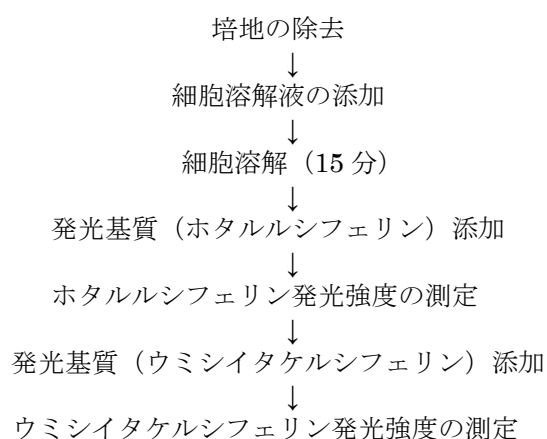 培地の除去
↓
細胞溶解液の添加
↓
細胞溶解（15 分）
↓
発光基質（ホタルルシフェリン）添加
↓
ホタルルシフェリン発光強度の測定
↓
発光基質（ウミシイタケルシフェリン）添加
↓
ウミシイタケルシフェリン発光強度の測定